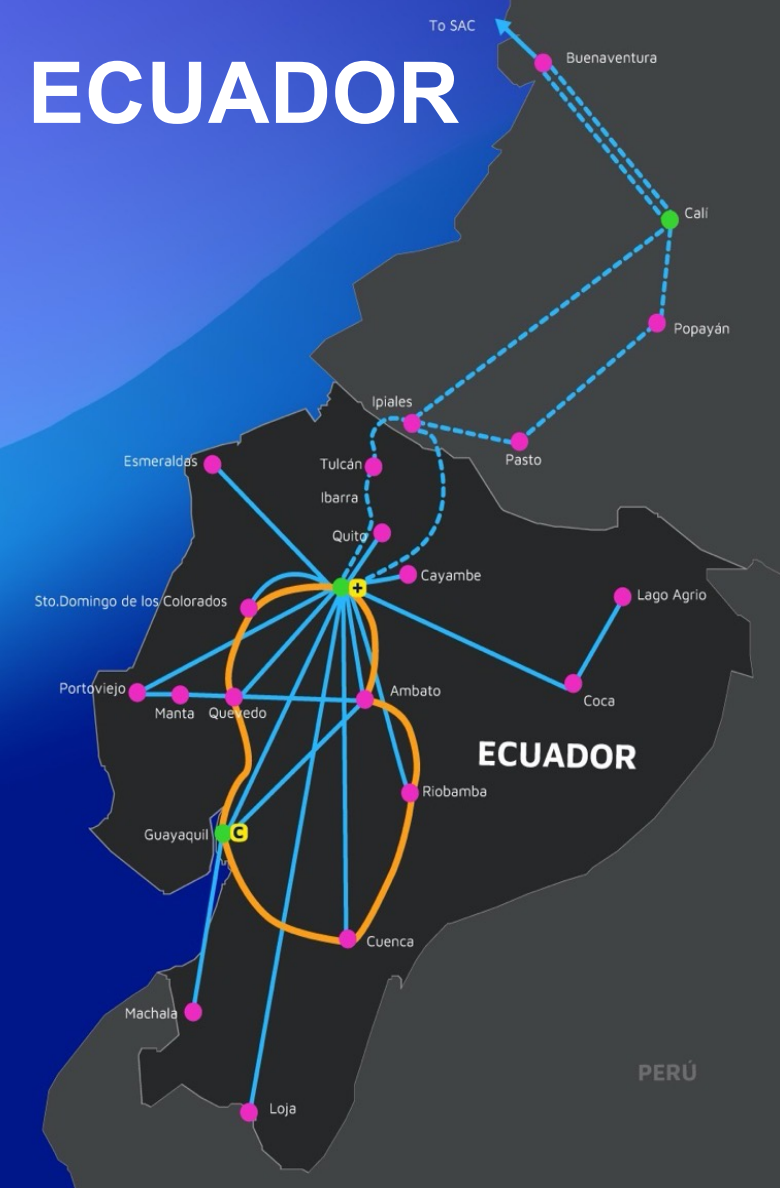 To SAC
Buenaventura
ECUADOR
Calí
Popayán
Ipiales
Pasto
Esmeraldas
Tulcán
Ibarra
Quito
+
Cayambe
Lago Agrio
Sto.Domingo de los Colorados
Portoviejo
Manta
Quevedo
Ambato
Coca
ECUADOR
Riobamba
Guayaquil
C
Cuenca
Machala
PERÚ
Loja